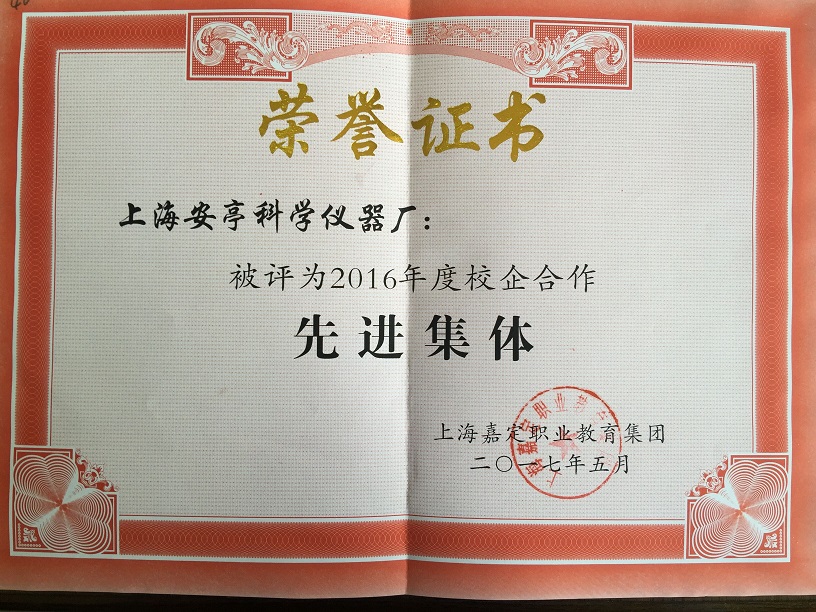 荣誉证书
上海安亭科学仪器厂：
被评为2016年度校企合作
先进集体
上海嘉定职业教育集团
二〇一七年五月